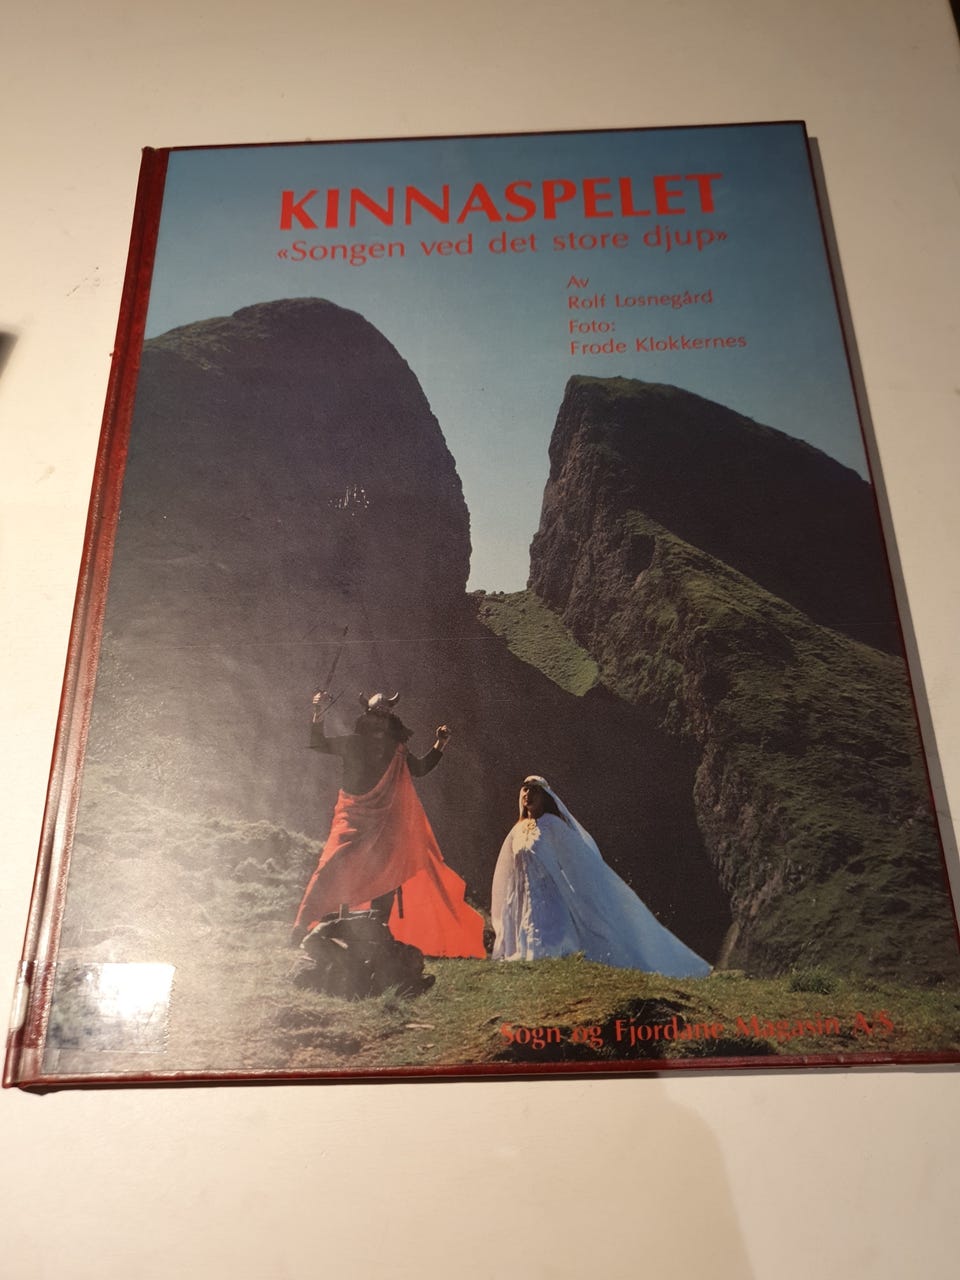 KINNASPELET
«Songen ved det store djup»
Av
Rolf Losnegård
Foto:
Frode Klokkernes
Sogn og Fjordane Magasin A/S